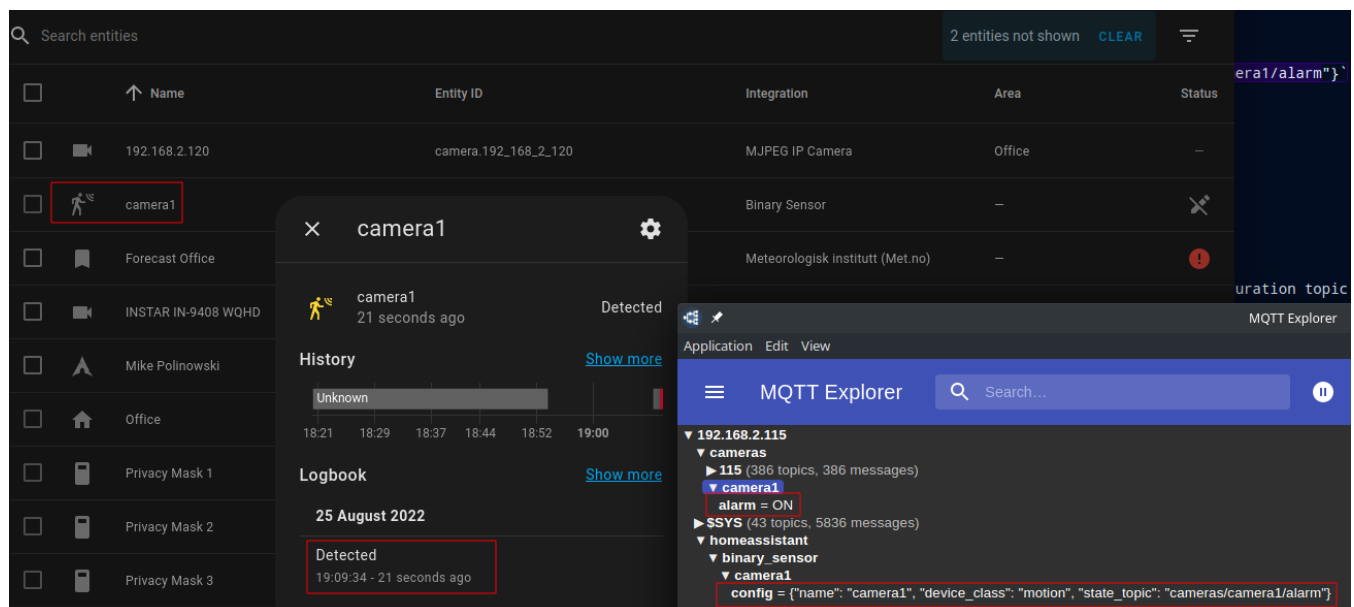 Search entities
2 entities not shown CLEAR
era1/alarm"}`
Name Entity ID Integration Area Status
192.168.2.120 camera.192_168_2_120 MJPEG IP Camera Office –
camera1 Binary Sensor –
Forecast Office Meteorologisk institutt (Met.no) –
INSTAR IN-9408 WQHD
Mike Polinowski
Office
Privacy Mask 1
Privacy Mask 2
Privacy Mask 3
camera1
camera1
21 seconds ago
Detected
History Show more
Unknown
18:21 18:29 18:37 18:44 18:52 19:00
Logbook Show more
25 August 2022
Detected
19:09:34 - 21 seconds ago
uration topic
MQTT Explorer
Application Edit View
MQTT Explorer Search...
192.168.2.115
cameras
115 (386 topics, 386 messages)
camera1
alarm = ON
$SYS (43 topics, 5836 messages)
homeassistant
binary_sensor
camera1
config = {"name": "camera1", "device_class": "motion", "state_topic": "cameras/camera1/alarm"}